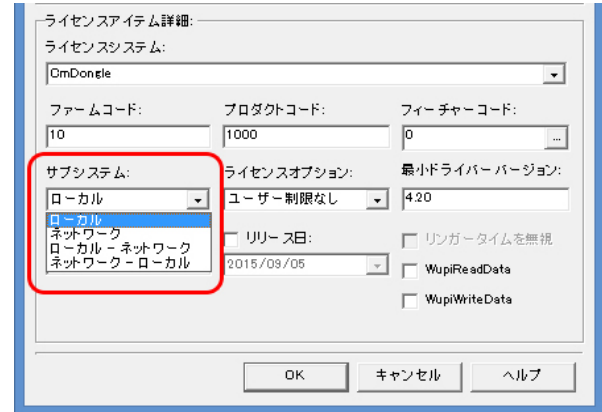 ライセンスアイテム詳細:
ライセンスシステム:
CmDongle
ファームコード: プロダクトコード: フィーチャーコード:
10 1000 0 ...
サブシステム: ライセンスオプション: 最小ドライバーバージョン:
ローカル ユーザー制限なし 4.20
ローカル
ネットワーク
ローカル - ネットワーク
ネットワーク - ローカル
リリース日: リンガータイムを無視
2015/09/05 WupiReadData
WupiWriteData
OK キャンセル ヘルプ